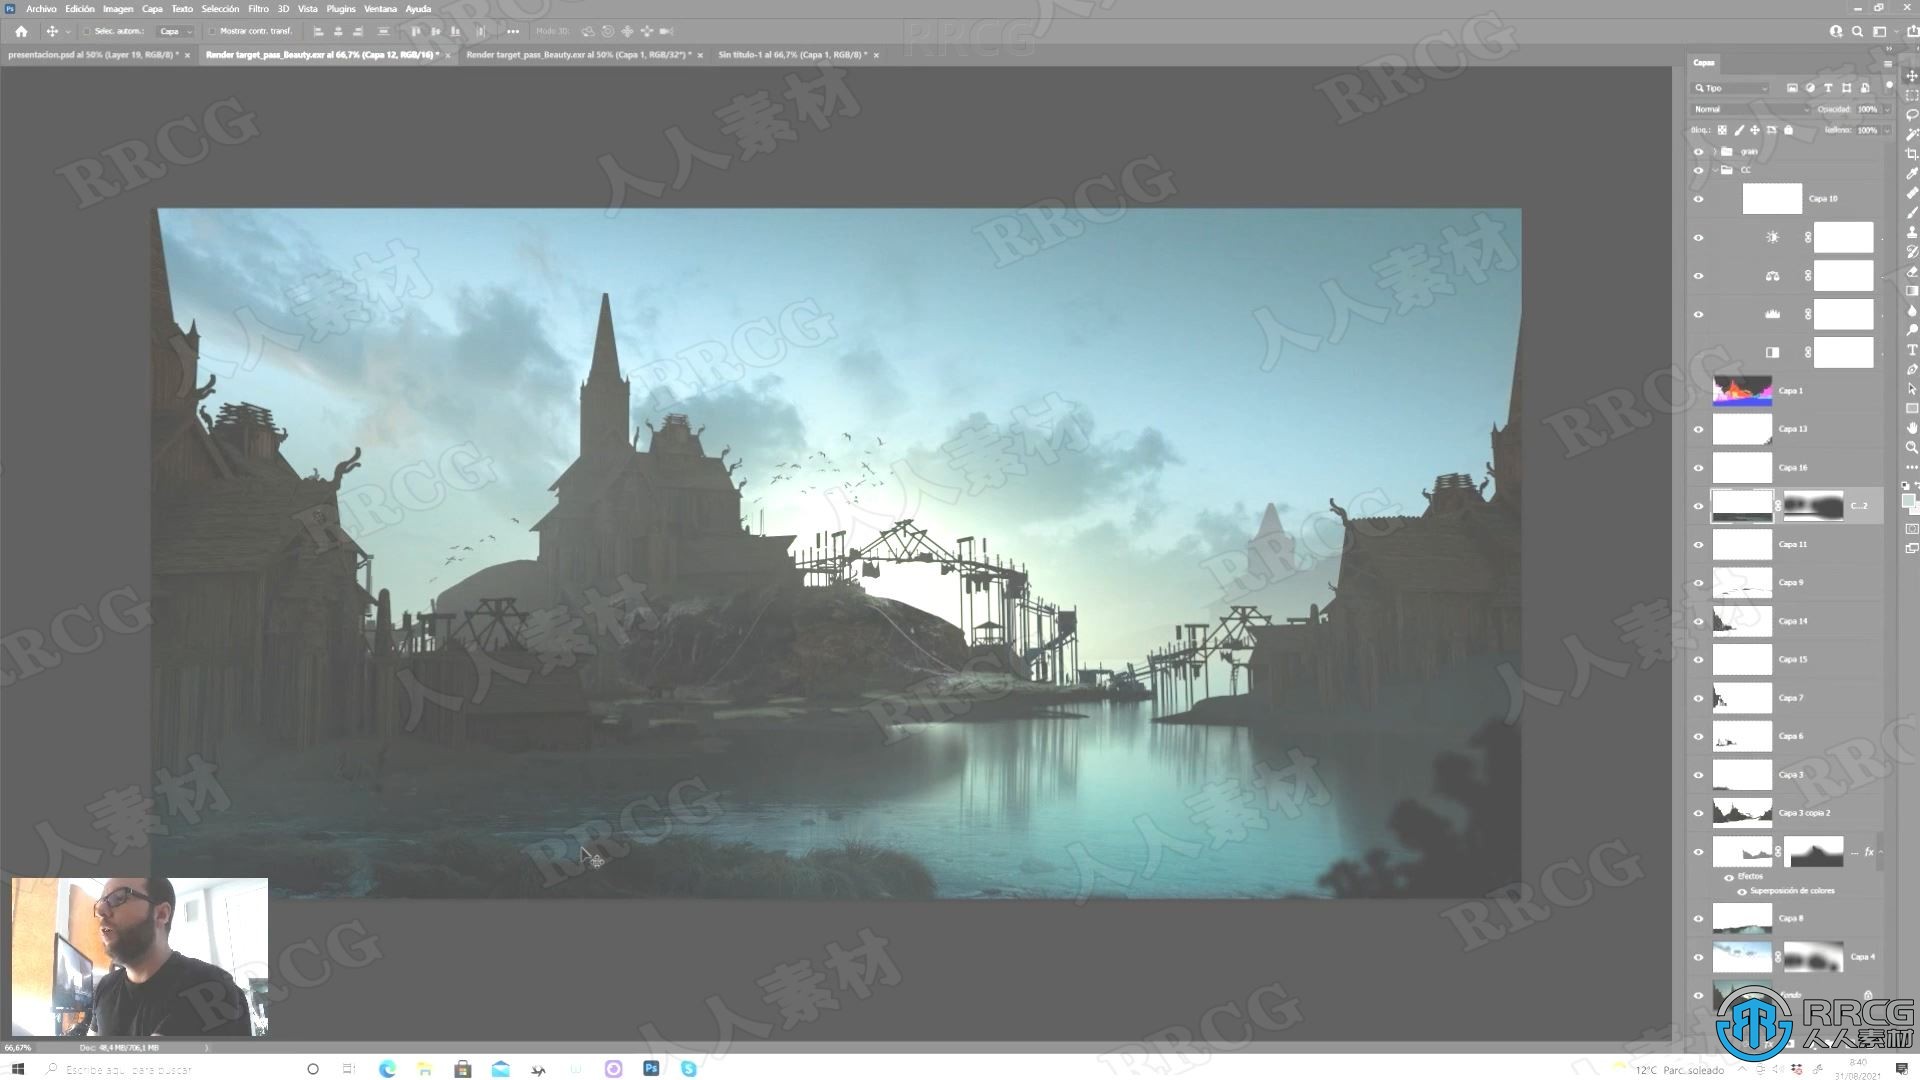 Archivo Edición Imagen Capa Texto Selección Filtro 3D Vista Plugins Ventana Ayuda
Selec. autom.: Capa Mostrar contr. transf. Modo 3D:
presentacion.psd al 50% (Layer 19, RGB/8) * × Render target_pass_Beauty.exr al 66,7% (Capa 12, RGB/16) * × Render target_pass_Beauty.exr al 50% (Capa 1, RGB/32*) * × Sin título-1 al 66,7% (Capa 1, RGB/8) * ×
Capas
Tipo
Normal Opacidad: 100%
Bloq.: Relleno: 100%
grain
CC
Capa 10
Capa 1
Capa 13
Capa 16
C...2
Capa 11
Capa 9
Capa 14
Capa 15
Capa 7
Capa 6
Capa 3
Capa 3 copia 2
... fx
Efectos
Superposición de colores
Capa 8
Capa 4
Fondo
RRCG
人人素材
66,67% Doc: 48,4 MB/706,1 MB
Escribe aquí para buscar
12°C Parc. soleado
8:40
31/08/2021